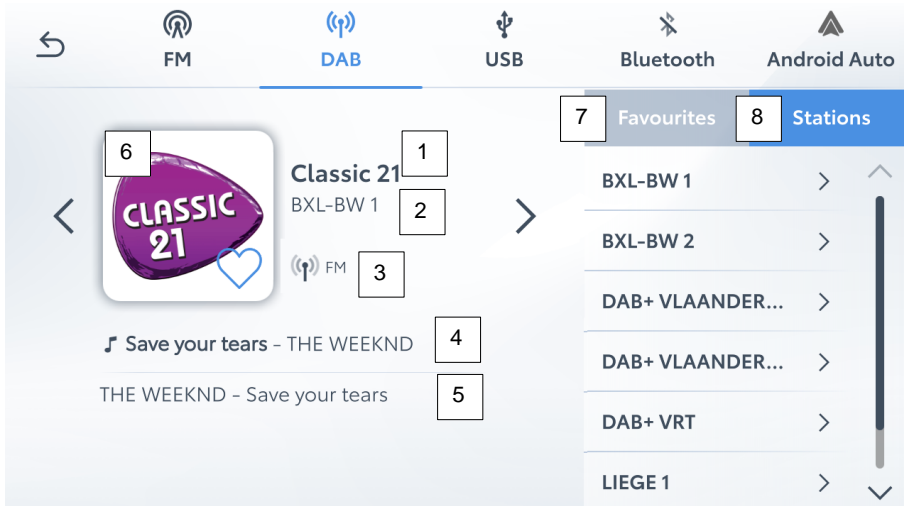 FM
DAB
USB
Bluetooth
Android Auto
7
Favourites
8
Stations
6
CLASSIC
21
1
Classic 21
BXL-BW 1
2
FM
3
Save your tears - THE WEEKND
4
THE WEEKND - Save your tears
5
BXL-BW 1
BXL-BW 2
DAB+ VLAANDER...
DAB+ VLAANDER...
DAB+ VRT
LIEGE 1